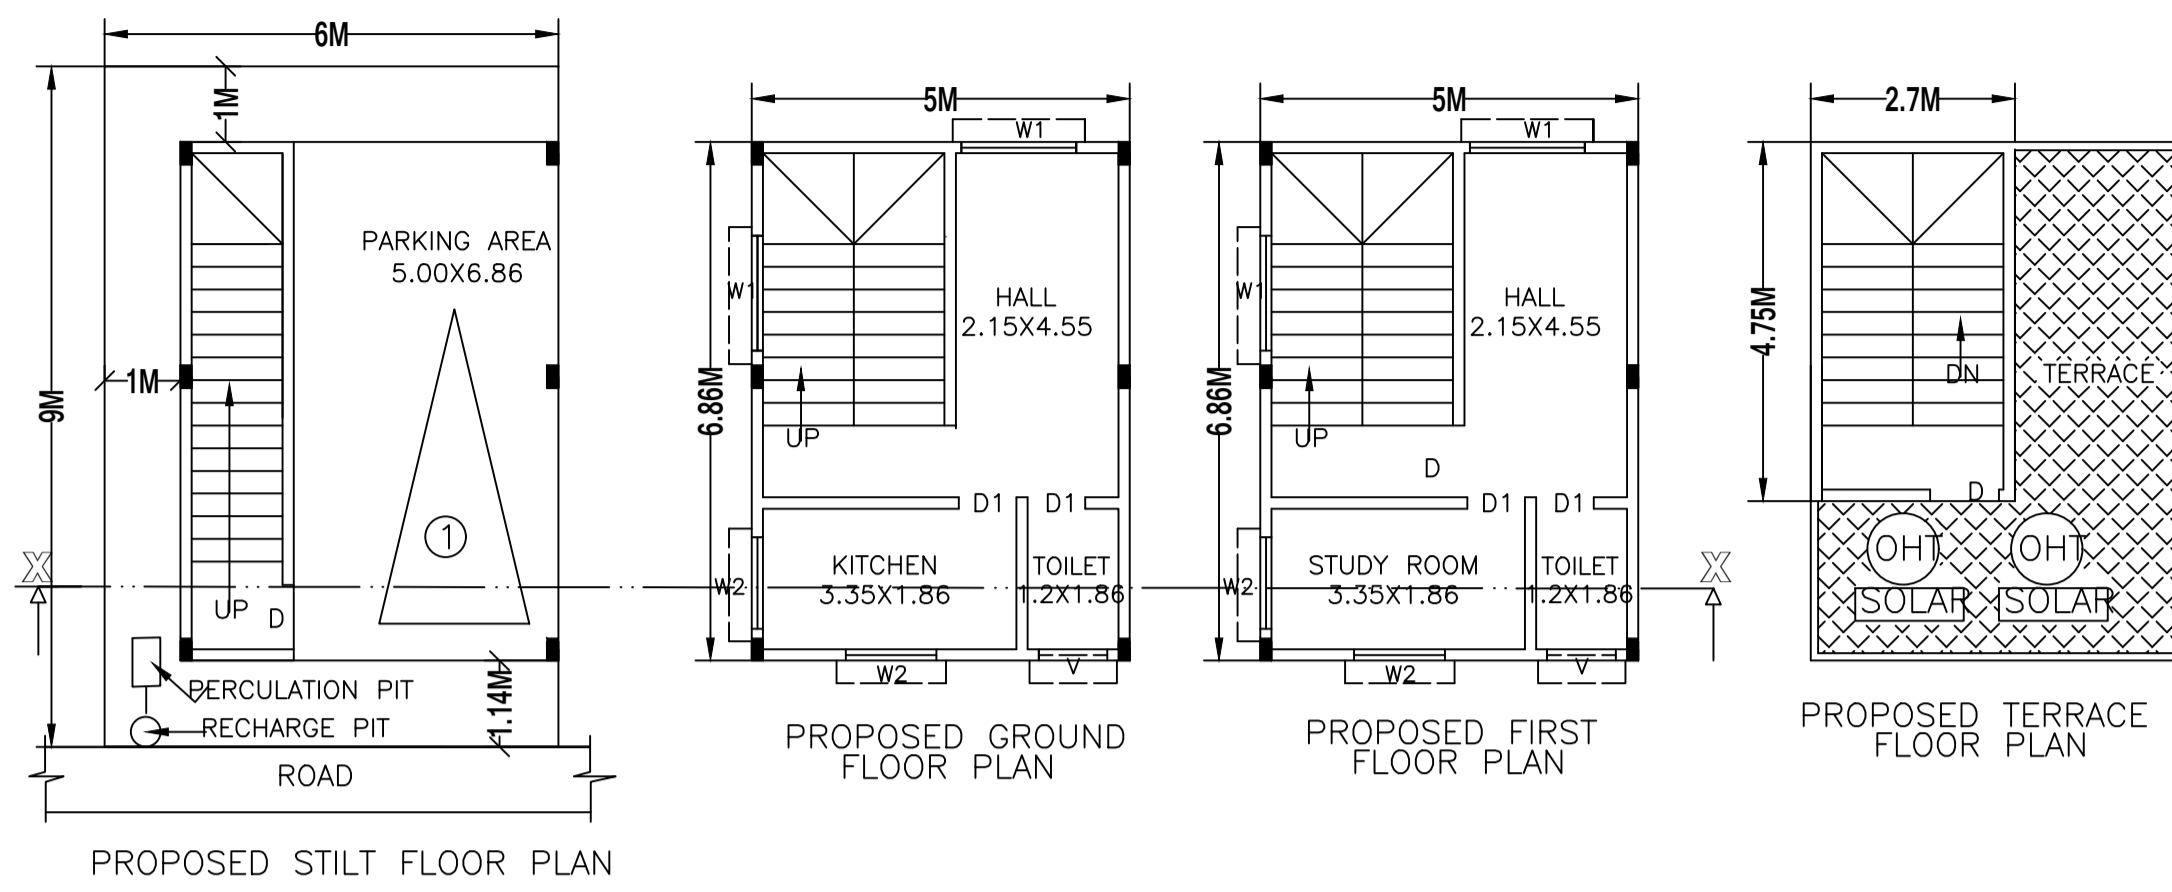 6M
1M
PARKING AREA
5.00X6.86
9M
1M
1
X
UP
D
PERCULATION PIT
RECHARGE PIT
1.14M
ROAD
PROPOSED STILT FLOOR PLAN
5M
W1
W1
HALL
2.15X4.55
6.86M
UP
D1
D1
KITCHEN
3.35X1.86
TOILET
1.2X1.86
W2
W2
V
PROPOSED GROUND
FLOOR PLAN
5M
W1
W1
HALL
2.15X4.55
6.86M
UP
D
D1
D1
STUDY ROOM
3.35X1.86
TOILET
1.2X1.86
W2
W2
V
X
PROPOSED FIRST
FLOOR PLAN
2.7M
4.75M
DN
TERRACE
D
OHT
OHT
SOLAR
SOLAR
PROPOSED TERRACE
FLOOR PLAN